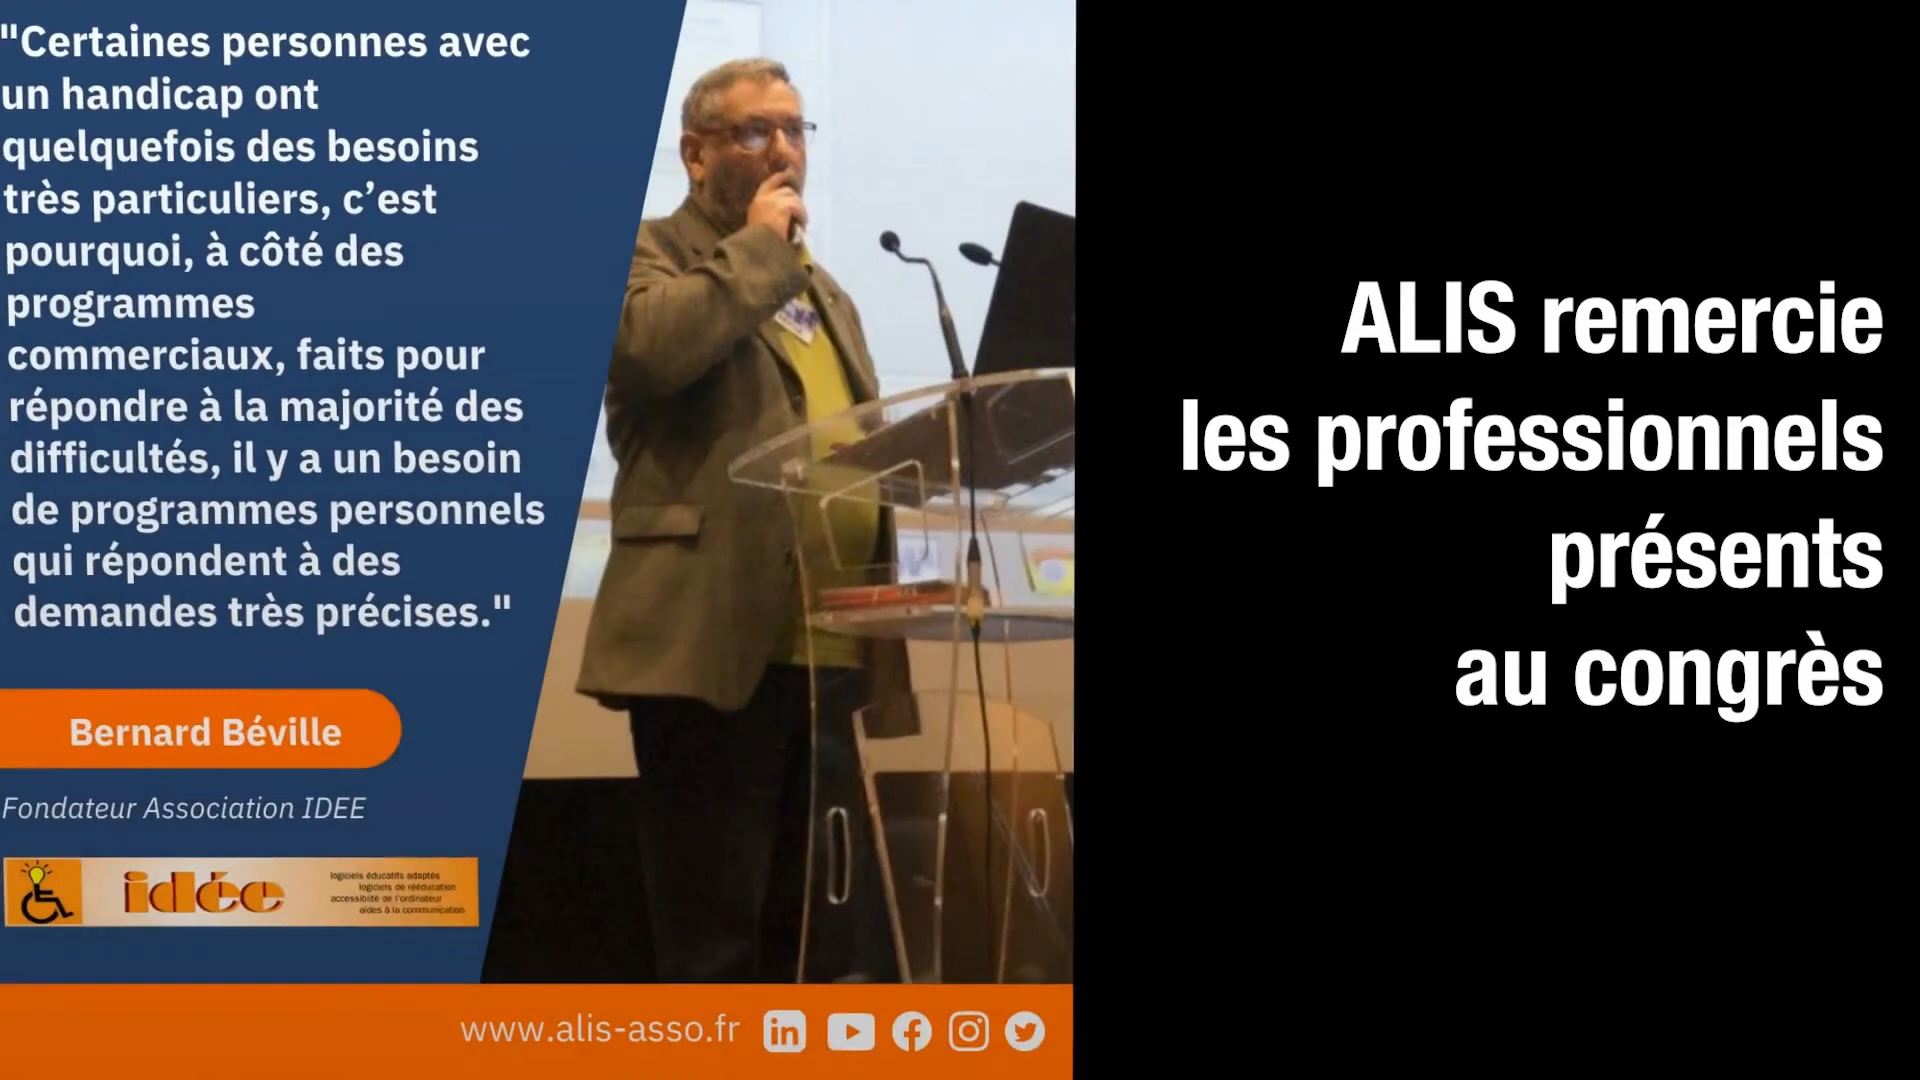 "Certaines personnes avec
un handicap ont
quelquefois des besoins
très particuliers, c’est
pourquoi, à côté des
programmes
commerciaux, faits pour
répondre à la majorité des
difficultés, il y a un besoin
de programmes personnels
qui répondent à des
demandes très précises."
Bernard Béville
Fondateur Association IDEE
idée
logiciels éducatifs adaptés
logiciels de rééducation
accessibilité de l'ordinateur
aides à la communication
www.alis-asso.fr
in
ALIS remercie
les professionnels
présents
au congrès